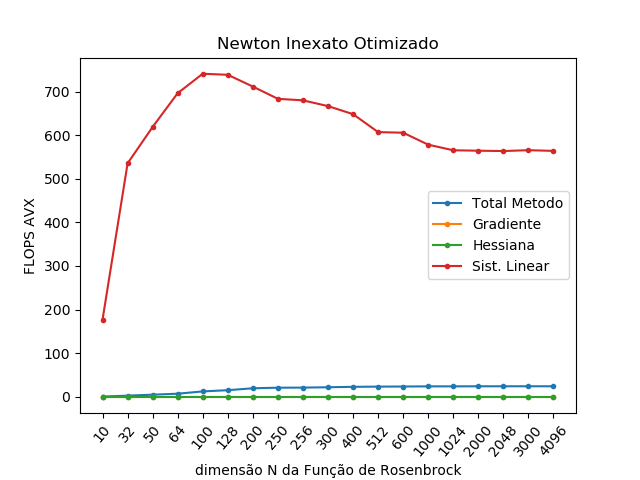 Newton Inexato Otimizado
FLOPS AVX
700
600
500
400
300
200
100
0
Total Metodo
Gradiente
Hessiana
Sist. Linear
10 32 50 64 100 128 200 250 256 300 400 512 600 1000 1024 2000 2048 3000 4096
dimensão N da Função de Rosenbrock